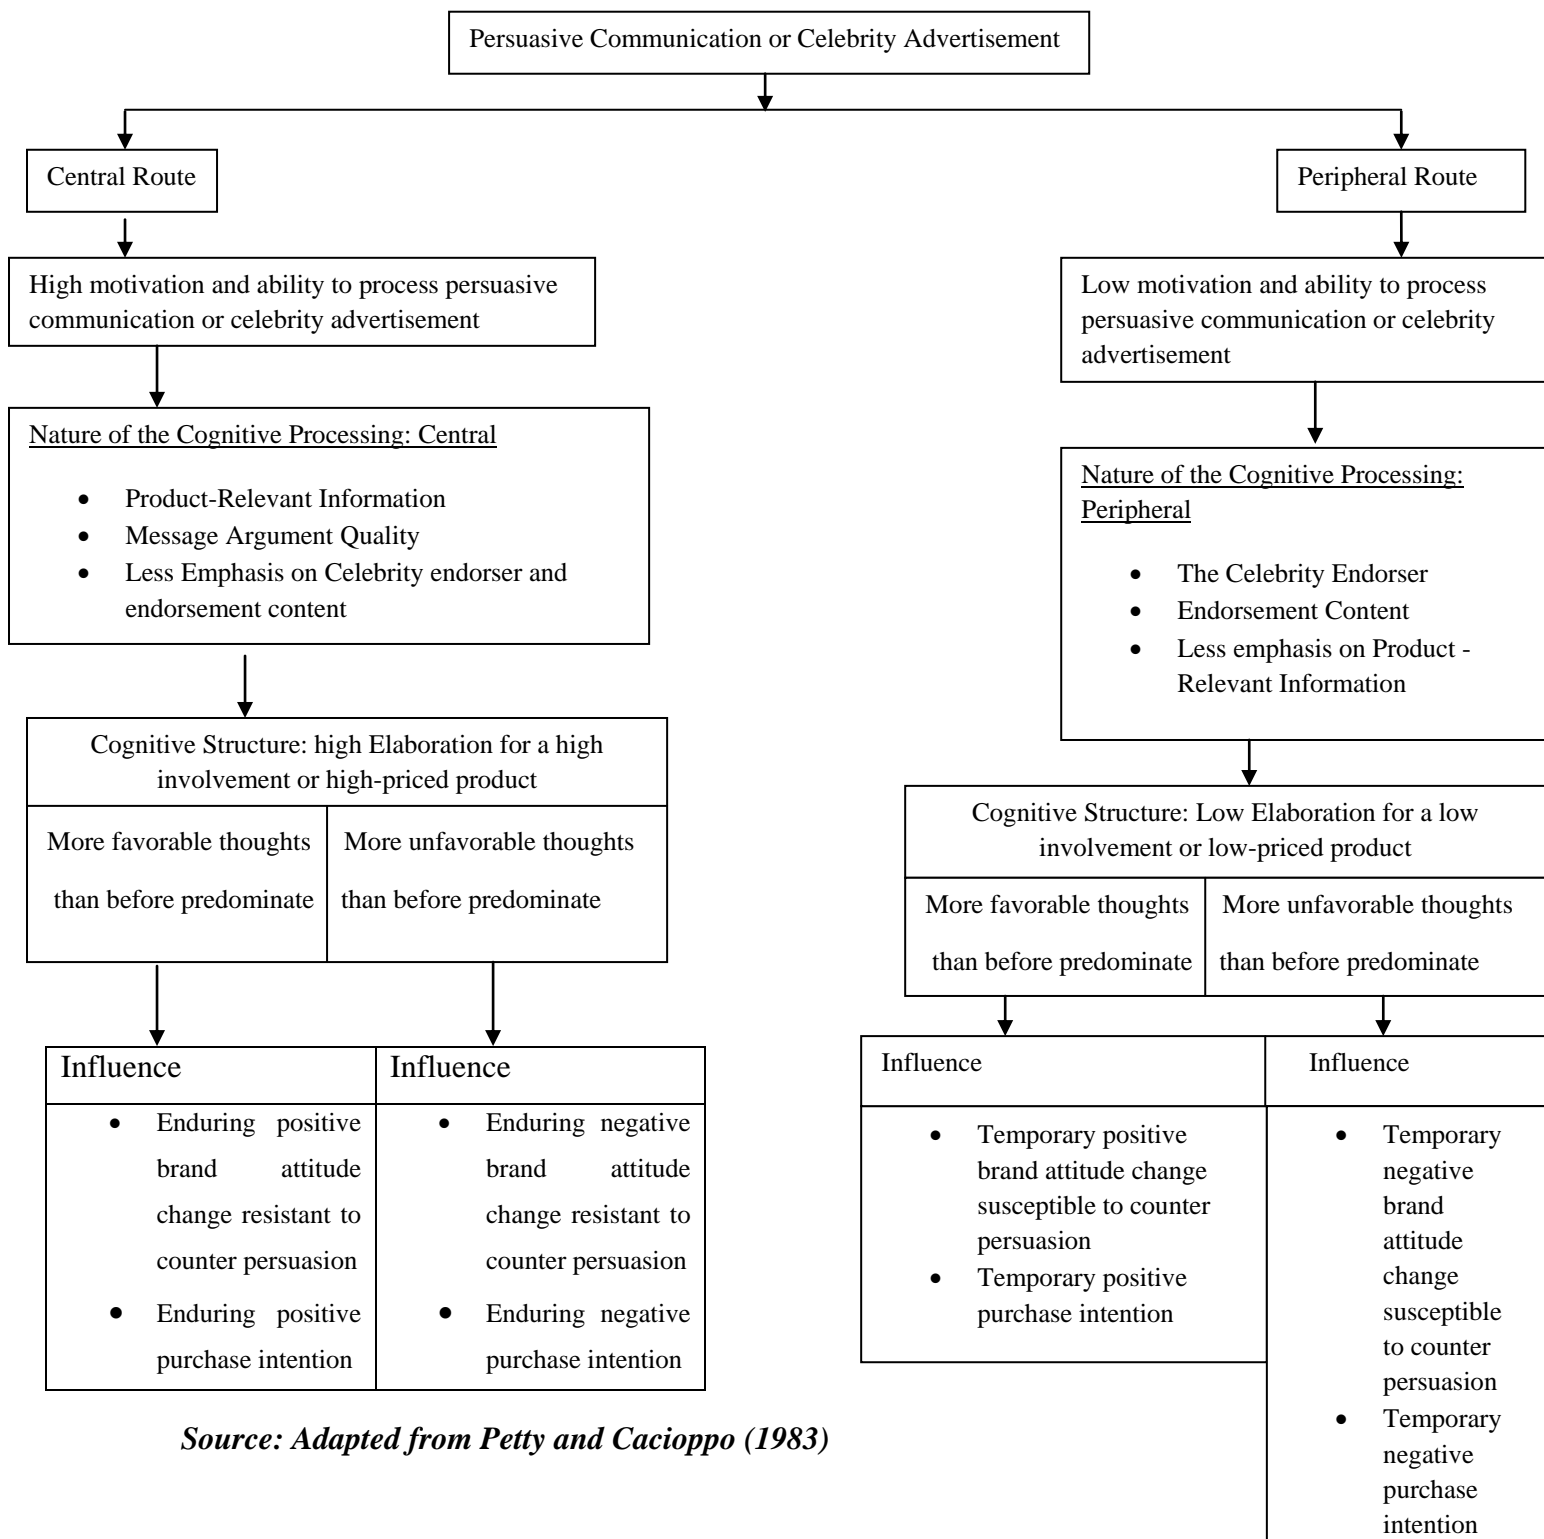 Persuasive Communication or Celebrity Advertisement
Central Route
Peripheral Route
High motivation and ability to process persuasive
communication or celebrity advertisement
Low motivation and ability to process
persuasive communication or celebrity
advertisement
Nature of the Cognitive Processing: Central
• Product-Relevant Information
• Message Argument Quality
• Less Emphasis on Celebrity endorser and
endorsement content
Nature of the Cognitive Processing:
Peripheral
• The Celebrity Endorser
• Endorsement Content
• Less emphasis on Product -
Relevant Information
Cognitive Structure: high Elaboration for a high
involvement or high-priced product
More favorable thoughts
than before predominate
More unfavorable thoughts
than before predominate
Cognitive Structure: Low Elaboration for a low
involvement or low-priced product
More favorable thoughts
than before predominate
More unfavorable thoughts
than before predominate
Influence
• Enduring positive
brand attitude
change resistant to
counter persuasion
• Enduring positive
purchase intention
Influence
• Enduring negative
brand attitude
change resistant to
counter persuasion
• Enduring negative
purchase intention
Influence
• Temporary positive
brand attitude change
susceptible to counter
persuasion
• Temporary positive
purchase intention
Influence
• Temporary
negative
brand
attitude
change
susceptible
to counter
persuasion
• Temporary
negative
purchase
intention
Source: Adapted from Petty and Cacioppo (1983)